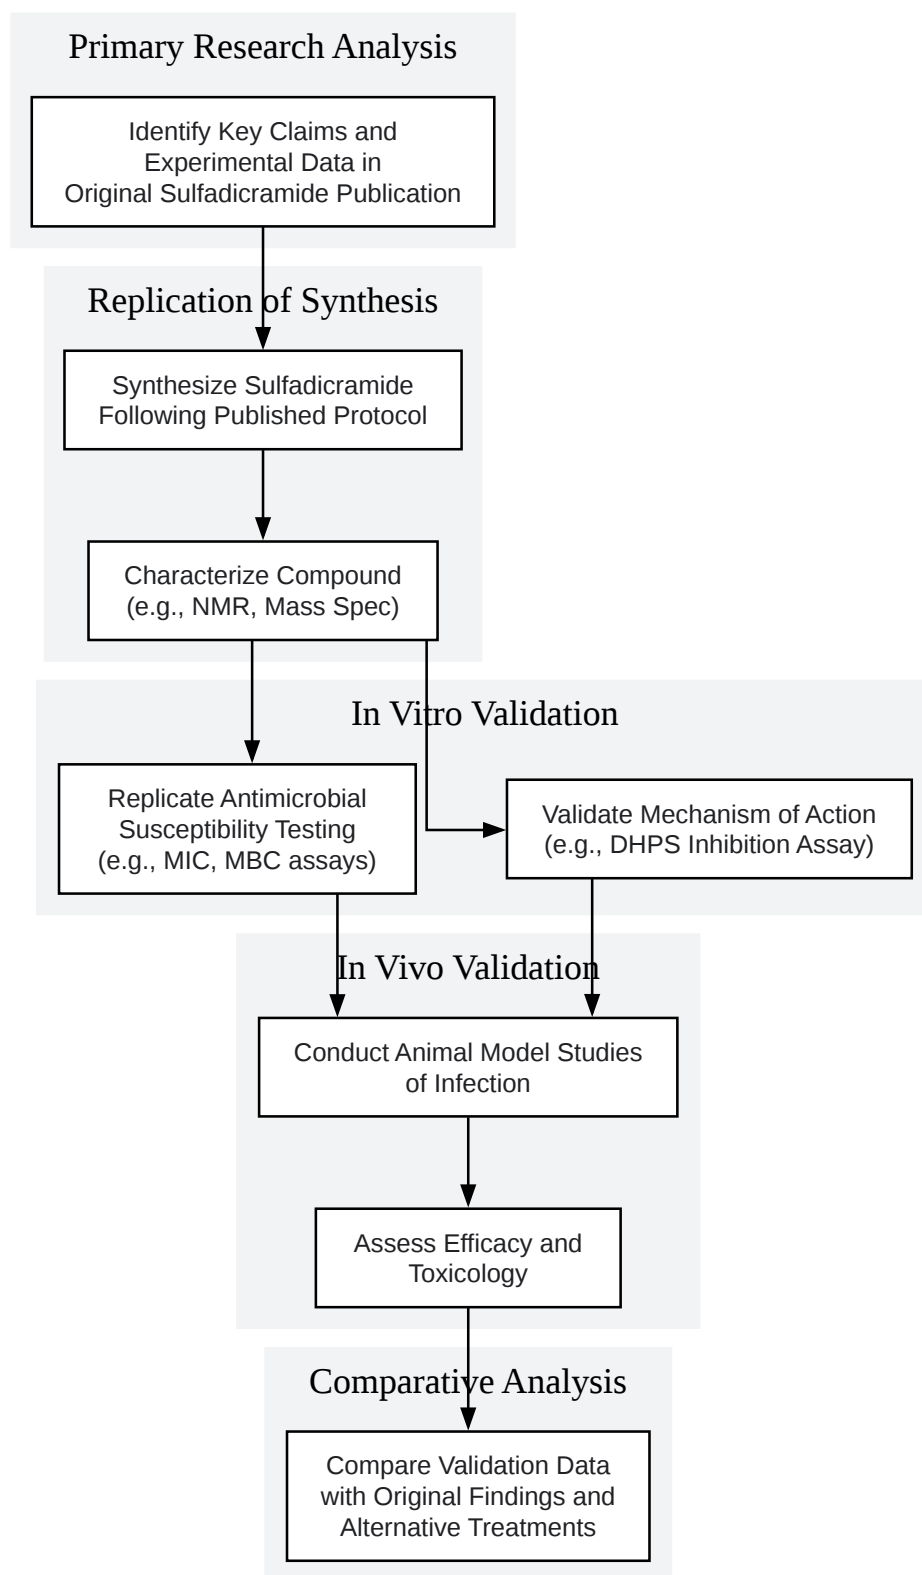 Primary Research Analysis
Identify Key Claims and
Experimental Data in
Original Sulfadicramide Publication
Replication of Synthesis
Synthesize Sulfadicramide
Following Published Protocol
Characterize Compound
(e.g., NMR, Mass Spec)
In Vitro Validation
Replicate Antimicrobial
Susceptibility Testing
(e.g., MIC, MBC assays)
Validate Mechanism of Action
(e.g., DHPS Inhibition Assay)
In Vivo Validation
Conduct Animal Model Studies
of Infection
Assess Efficacy and
Toxicology
Comparative Analysis
Compare Validation Data
with Original Findings and
Alternative Treatments